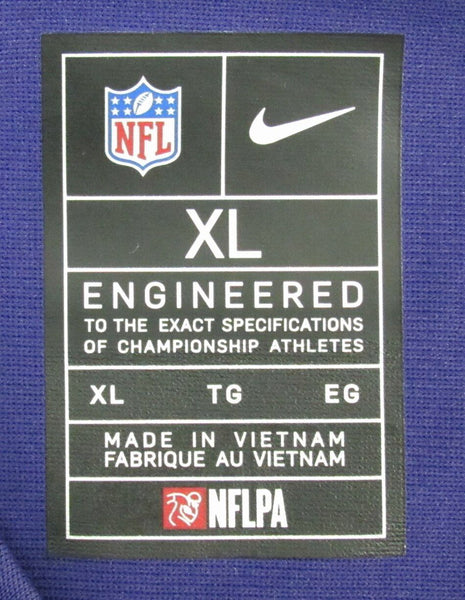 NFL
XL
ENGINEERED
TO THE EXACT SPECIFICATIONS
OF CHAMPIONSHIP ATHLETES
XL TG EG
MADE IN VIETNAM
FABRIQUE AU VIETNAM
NFLPA